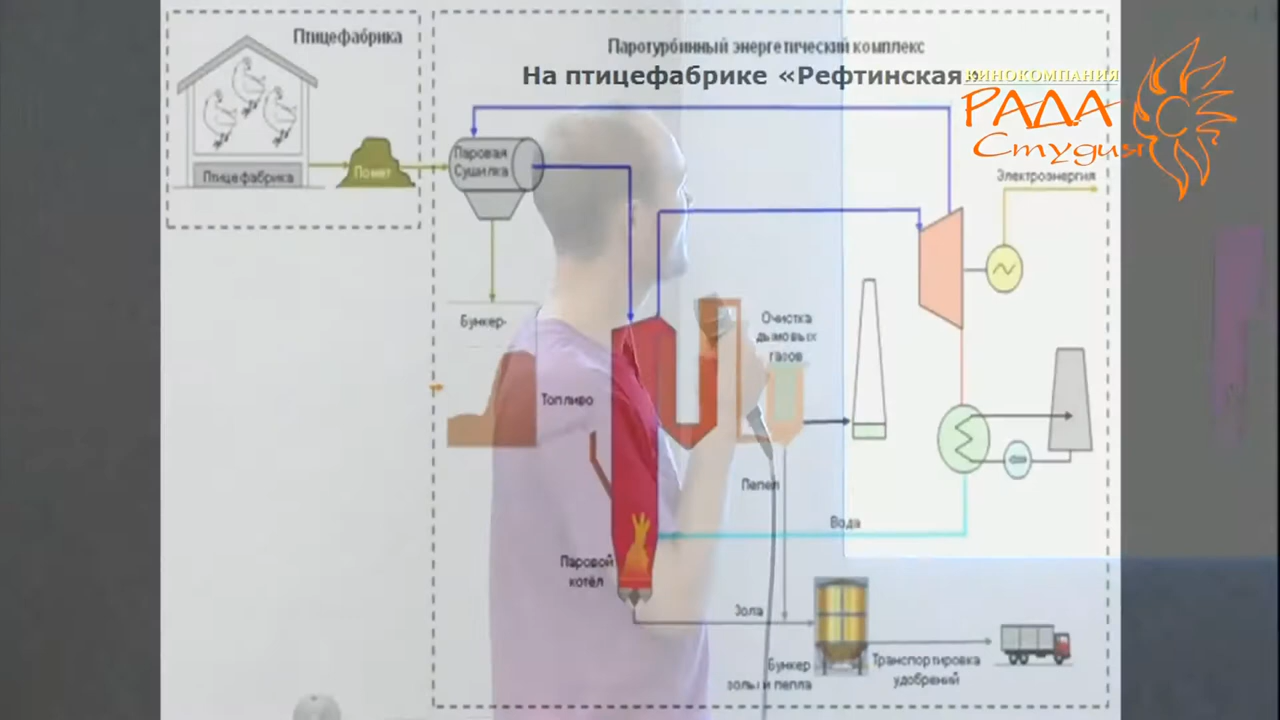 Птицефабрика
Паротурбинный энергетический комплекс
На птицефабрике «Рефтинская»
КИНОКОМПАНИЯ
РАДА
Студия
Птицефабрика
Помет
Паровая
Сушилка
Электроэнергия
Бункер-
Очистка
дымовых
газов
Топливо
Пепел
Вода
Паровой
котёл
Зола
Бункер
золы и пепла
Транспортировка
удобрений